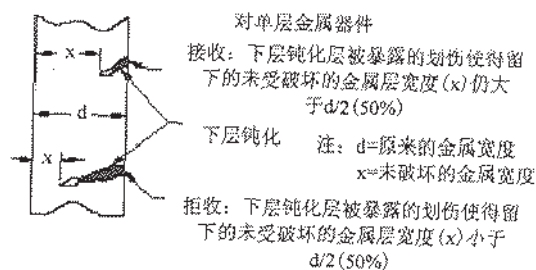 对单层金属器件
接收：下层钝化层被暴露的划伤使得留
下的未受破坏的金属层宽度(x)仍大
于d/2(50%)
x
d
下层钝化
注：d=原来的金属宽度
x=未破坏的金属宽度
x
拒收：下层钝化层被暴露的划伤使得留
下的未受破坏的金属层宽度(x)小于
d/2(50%)